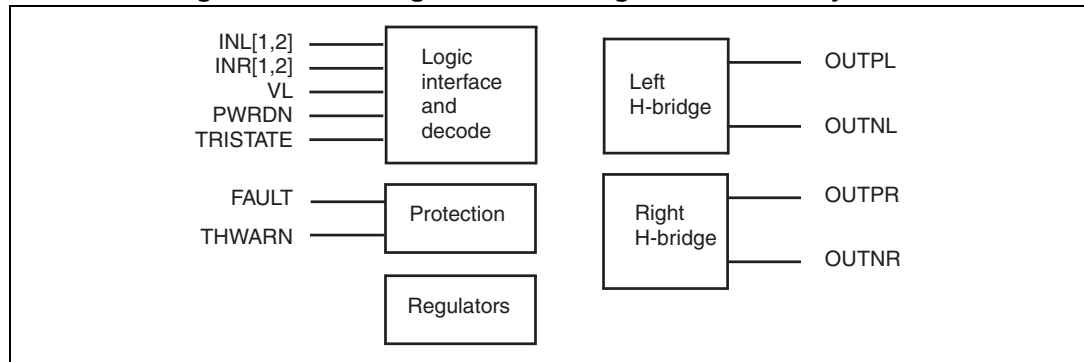 INL[1,2]
INR[1,2]
VL
PWRDN
TRISTATE
Logic
interface
and
decode
FAULT
THWARN
Protection
Regulators
Left
H-bridge
OUTPL
OUTNL
Right
H-bridge
OUTPR
OUTNR